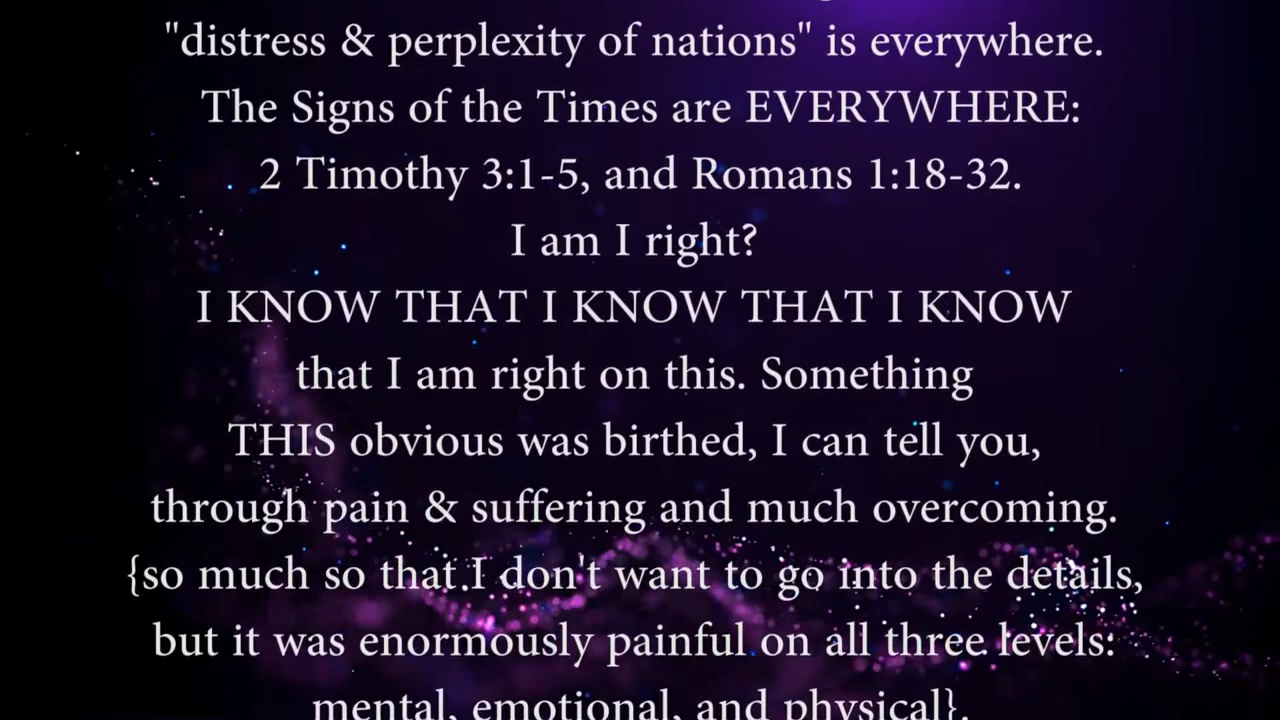 "distress & perplexity of nations" is everywhere.
The Signs of the Times are EVERYWHERE:
2 Timothy 3:1-5, and Romans 1:18-32.
I am I right?
I KNOW THAT I KNOW THAT I KNOW
that I am right on this. Something
THIS obvious was birthed, I can tell you,
through pain & suffering and much overcoming.
{so much so that I don't want to go into the details,
but it was enormously painful on all three levels:
mental, emotional, and physical}.